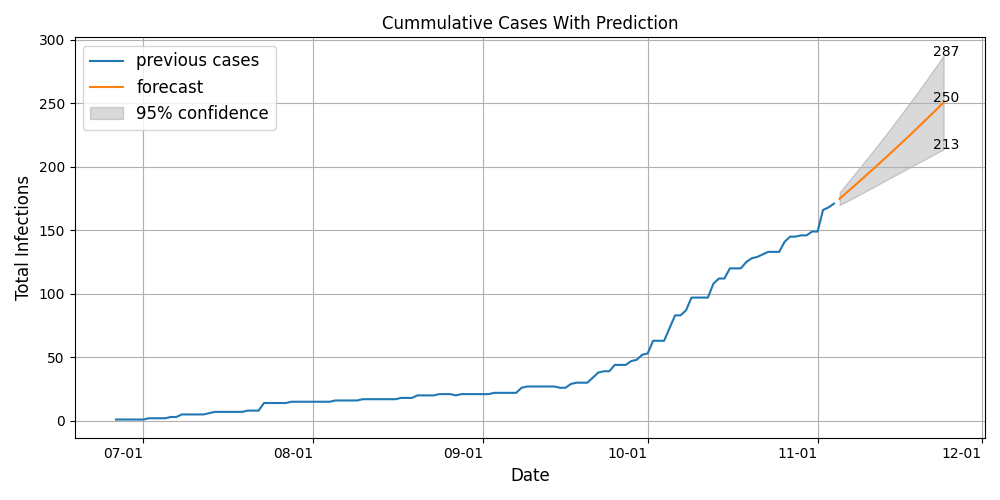 Cummulative Cases With Prediction
300
250
200
150
100
50
0
Total Infections
previous cases
forecast
95% confidence
287
250
213
07-01 08-01 09-01 10-01 11-01 12-01
Date